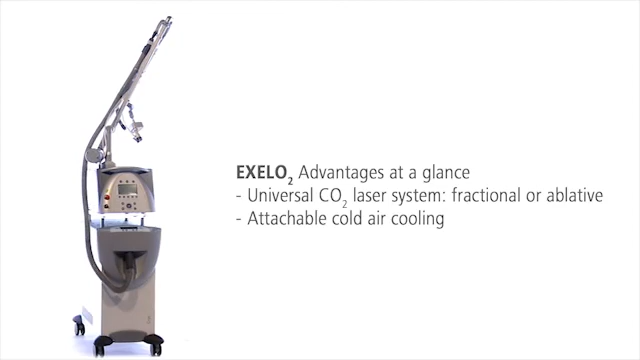 EXELO₂ Advantages at a glance
- Universal CO₂ laser system: fractional or ablative
- Attachable cold air cooling